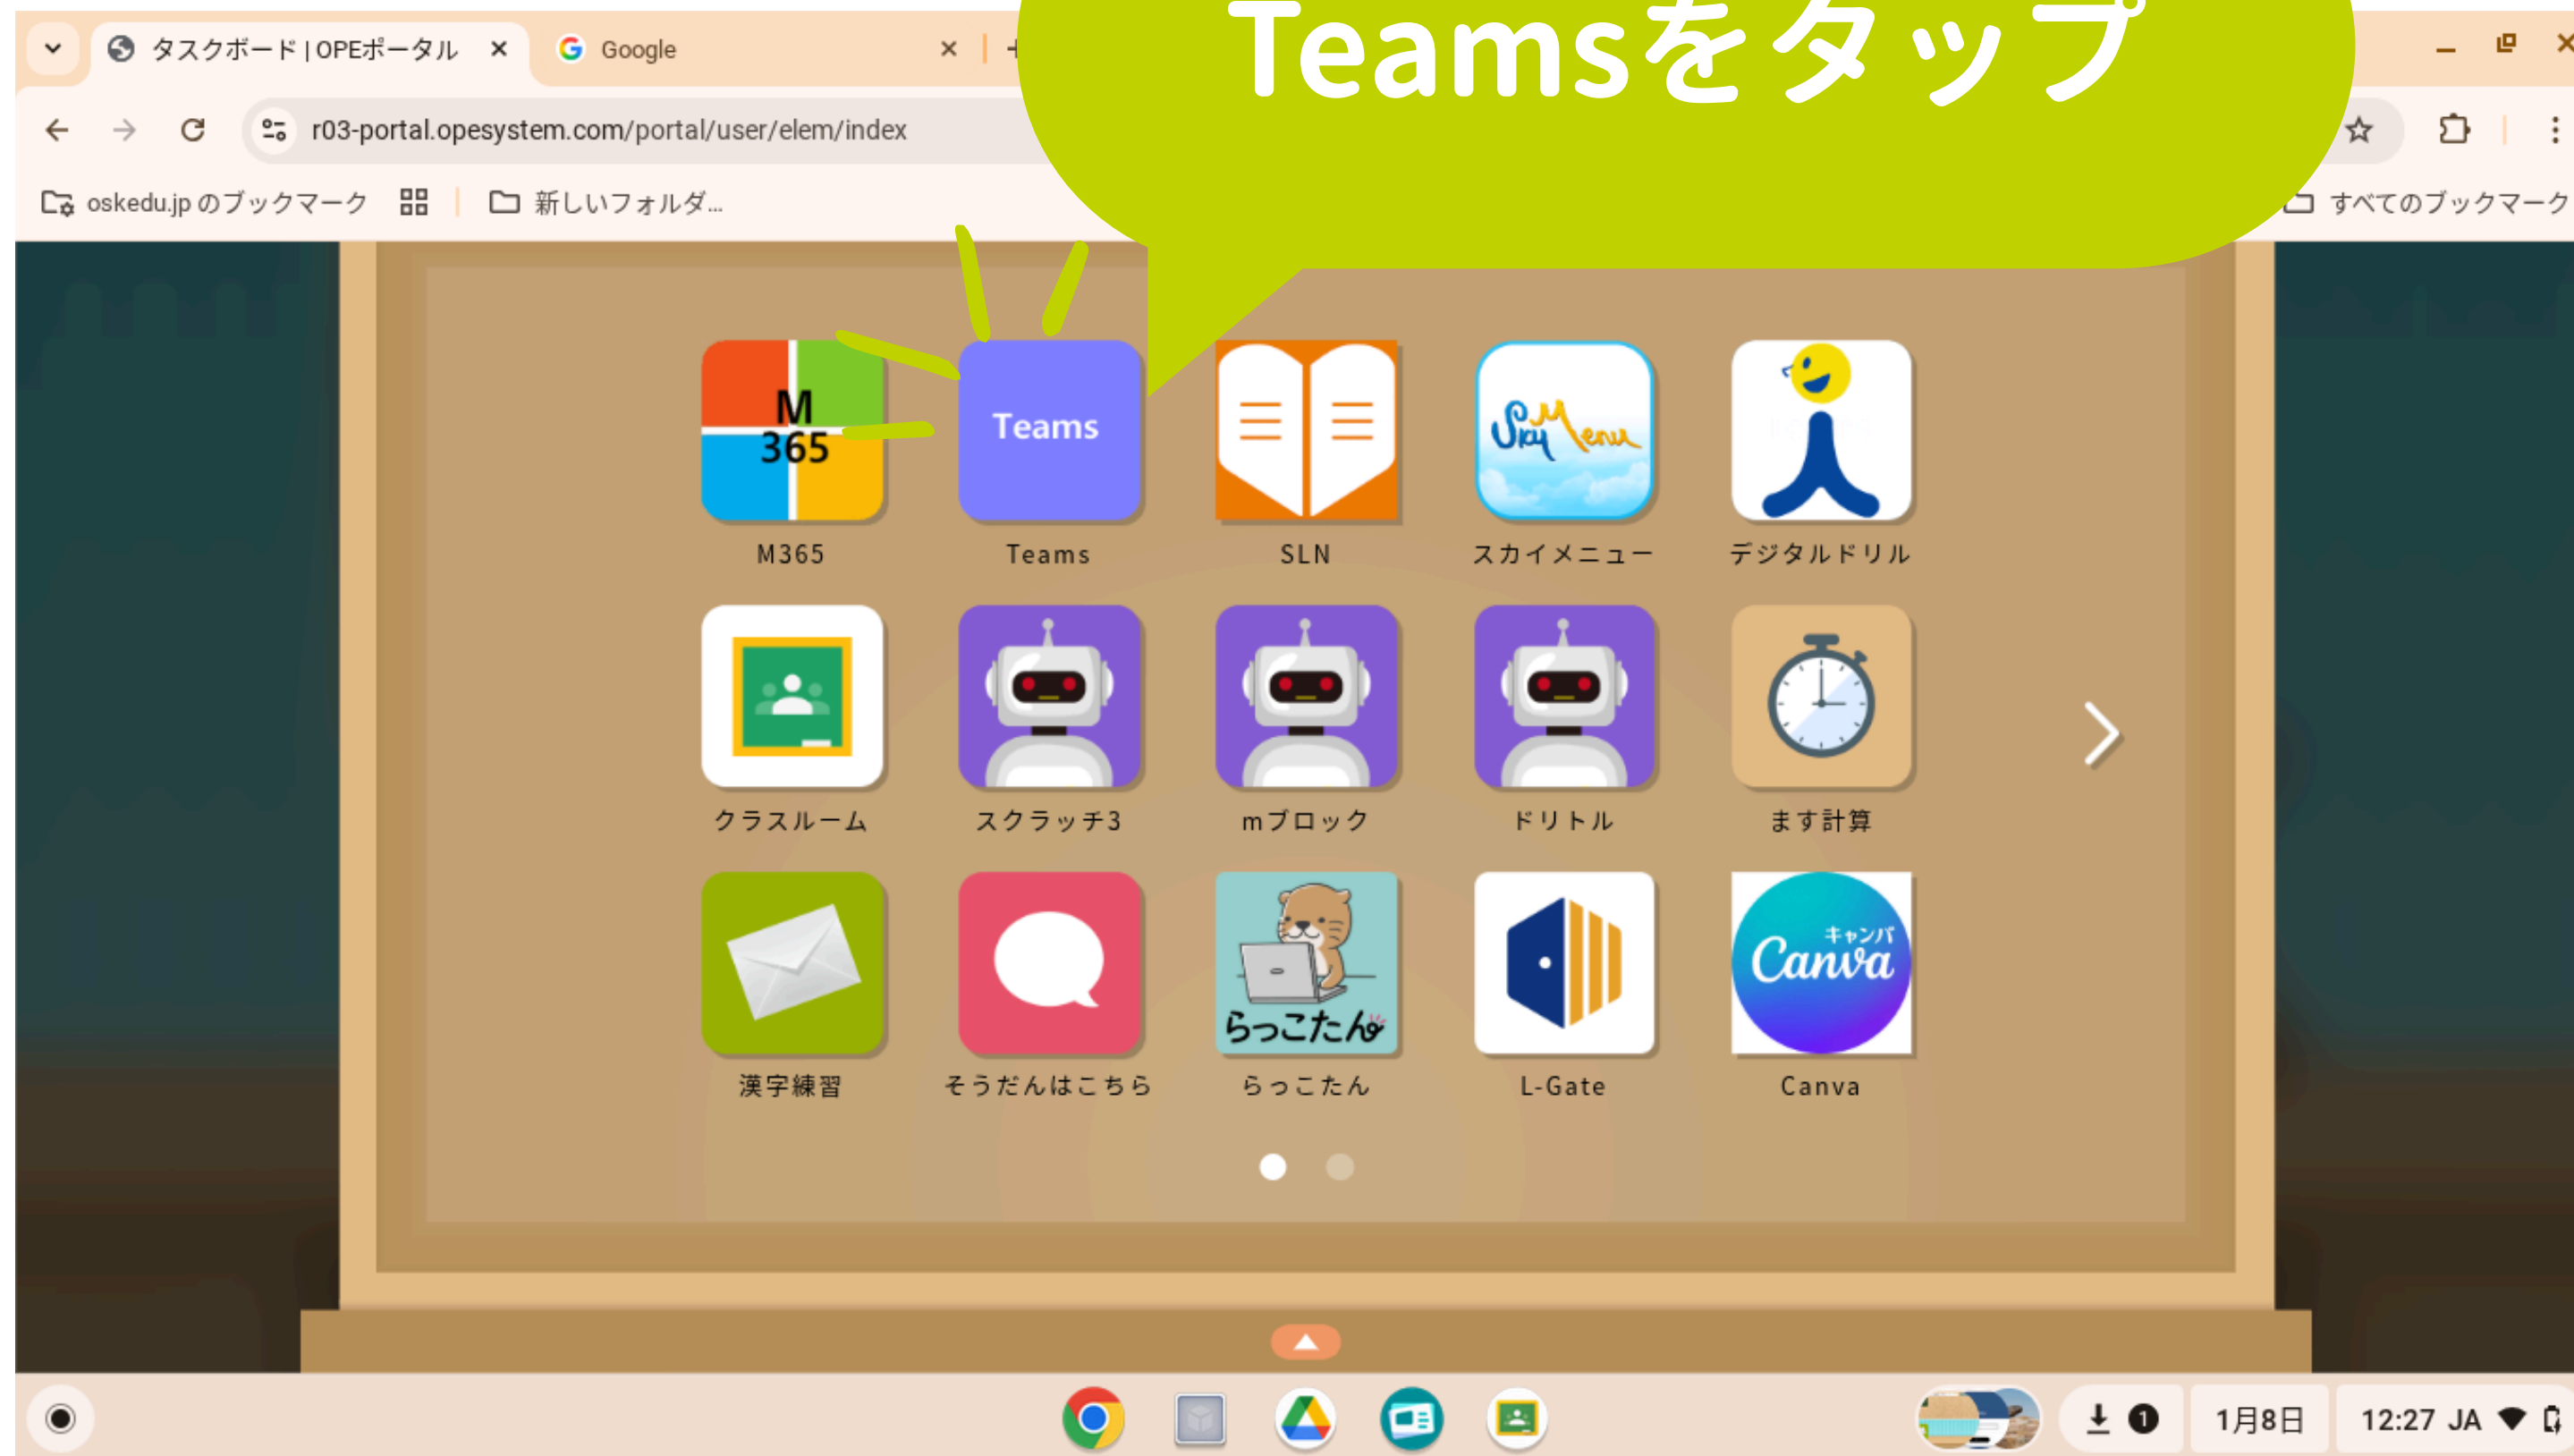 Teamsをタップ
タスクボード | OPEポータル
Google
r03-portal.opesystem.com/portal/user/elem/index
oskedu.jp のブックマーク
新しいフォルダ...
すべてのブックマーク
M
365
Teams
Sky Menu
M365
Teams
SLN
スカイメニュー
デジタルドリル
クラスルーム
スクラッチ3
mブロック
ドリトル
ます計算
キャンバ
Canva
らっこたん
漢字練習
そうだんはこちら
らっこたん
L-Gate
Canva
1
1月8日
12:27 JA